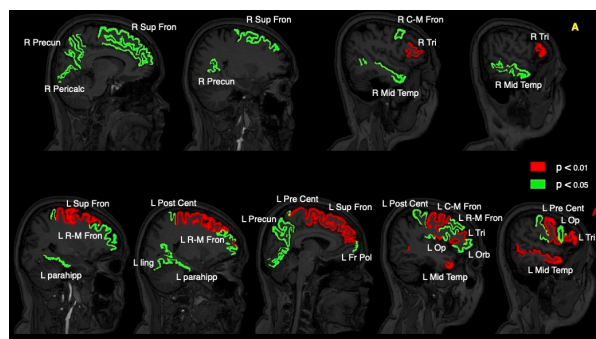 A
R Sup Fron
R Precun
R Pericalc
R Sup Fron
R Precun
R C-M Fron
R Tri
R Mid Temp
R Tri
R Mid Temp
p < 0.01
p < 0.05
L Sup Fron
L R-M Fron
L parahipp
L Post Cent
L R-M Fron
L ling
L parahipp
L Pre Cent
L Sup Fron
L Precun
L Fr Pol
L Post Cent
L C-M Fron
L R-M Fron
L Tri
L Op
L Orb
L Mid Temp
L Pre Cent
L Op
L Tri
L Mid Temp